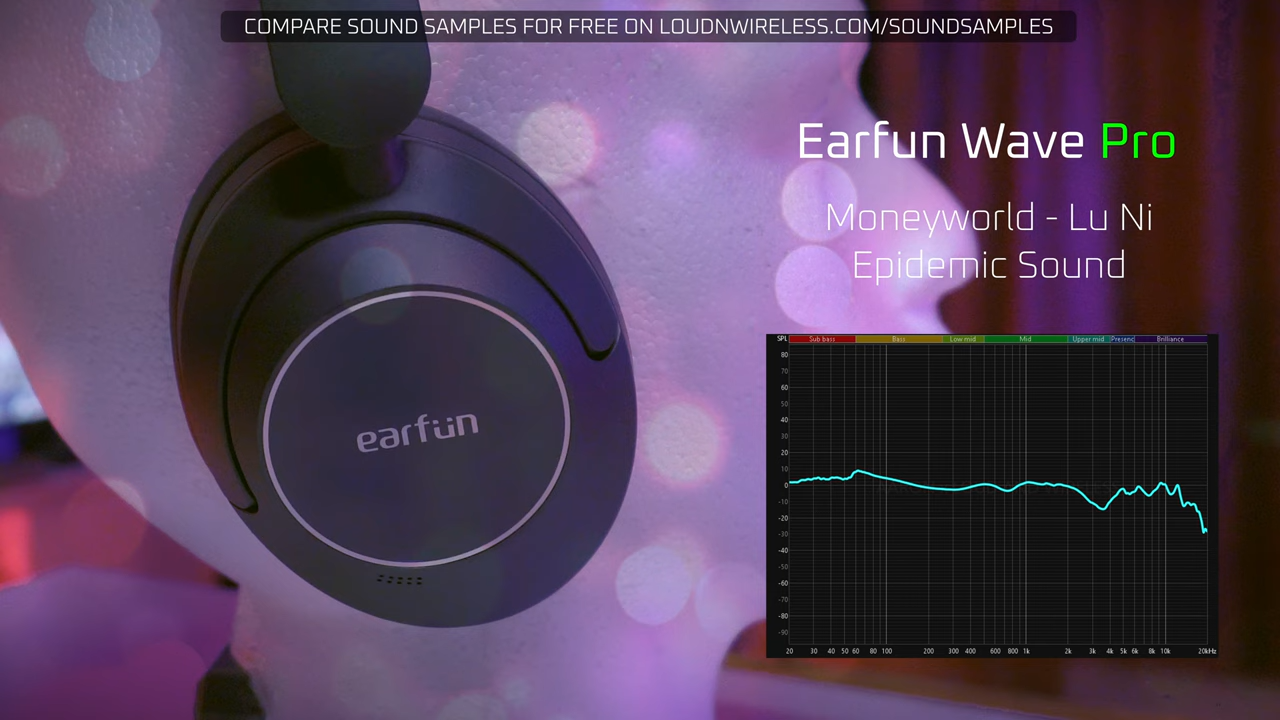 COMPARE SOUND SAMPLES FOR FREE ON LOUDNWIRELESS.COM/SOUNDSAMPLES
Earfun Wave Pro
Moneyworld - Lu Ni
Epidemic Sound
earfun
SPL Sub bass Bass Low mid Mid Upper mid Presenc Brilliance
80
70
60
50
40
30
20
10
0
-10
-20
-30
-40
-50
-60
-70
-80
-90
20 30 40 50 60 80 100 200 300 400 600 800 1k 2k 3k 4k 5k 6k 8k 10k 20kHz